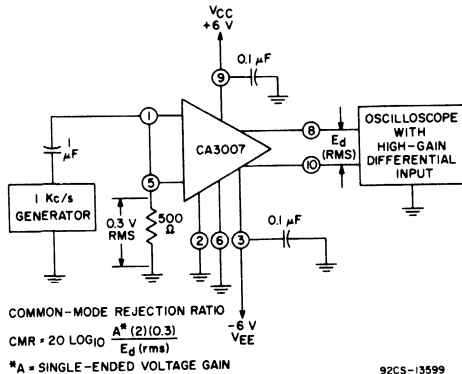 VCC
+6 V
0.1 µF
9
1
8
CA3007
Ed
(RMS)
10
OSCILLOSCOPE
WITH
HIGH-GAIN
DIFFERENTIAL
INPUT
1
µF
5
1 Kc/s
GENERATOR
0.3 V
RMS
500
Ω
2
6
3
0.1 µF
-6 V
VEE
COMMON-MODE REJECTION RATIO
CMR = 20 LOG10 A* (2)(0.3)
Ed (rms)
*A = SINGLE-ENDED VOLTAGE GAIN
92CS-13599